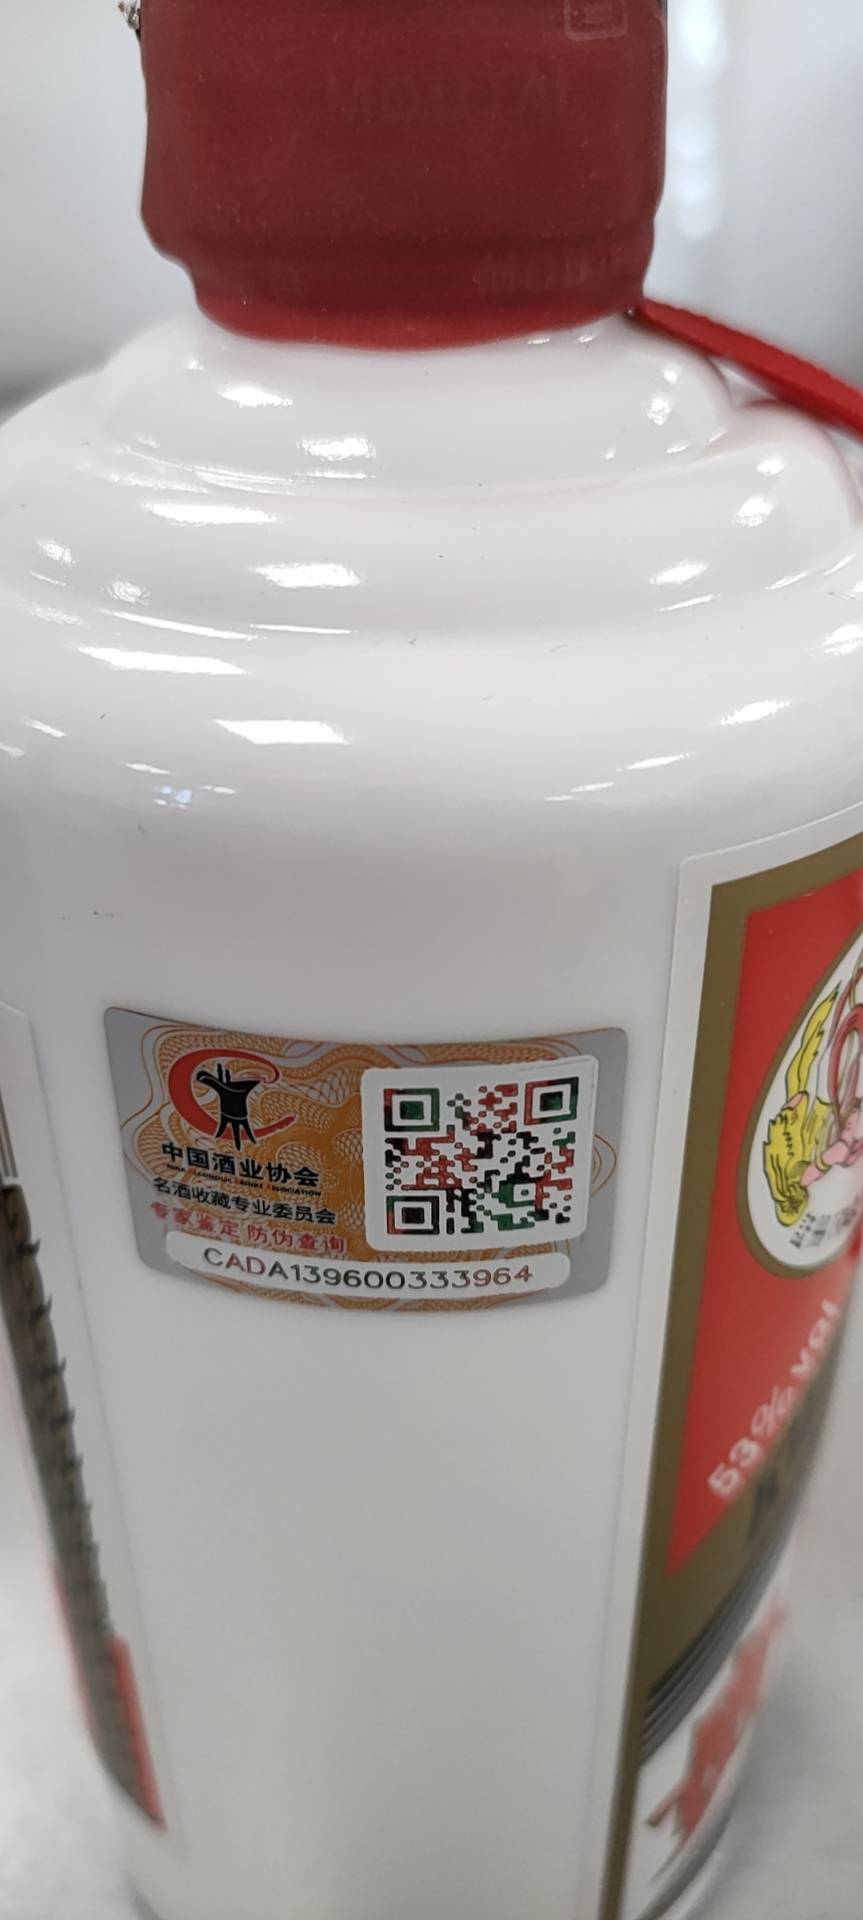 中国酒业协会
名酒收藏专业委员会
专家鉴定 防伪查询
CADA139600333964
53%